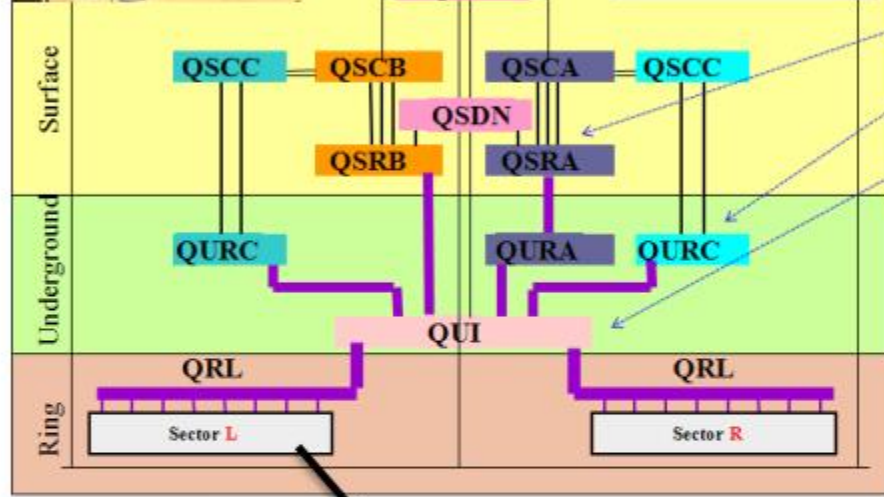 Surface
QSCC
QSCB
QSCA
QSCC
QSDN
QSRB
QSRA
Underground
QURC
QURA
QURC
QUI
Ring
QRL
QRL
Sector L
Sector R